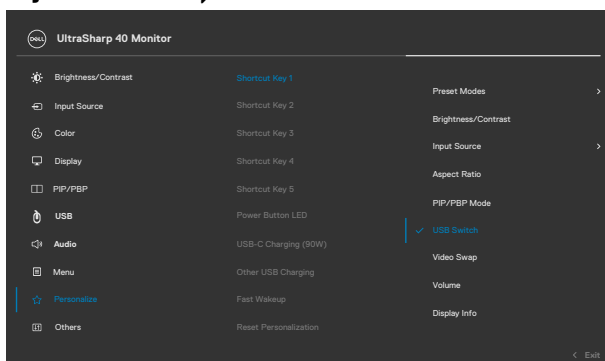 DELL UltraSharp 40 Monitor
Brightness/Contrast
Input Source
Color
Display
PIP/PBP
USB
Audio
Menu
Personalize
Others
Shortcut Key 1
Shortcut Key 2
Shortcut Key 3
Shortcut Key 4
Shortcut Key 5
Power Button LED
USB-C Charging (90W)
Other USB Charging
Fast Wakeup
Reset Personalization
Preset Modes
Brightness/Contrast
Input Source
Aspect Ratio
PIP/PBP Mode
USB Switch
Video Swap
Volume
Display Info
Exit